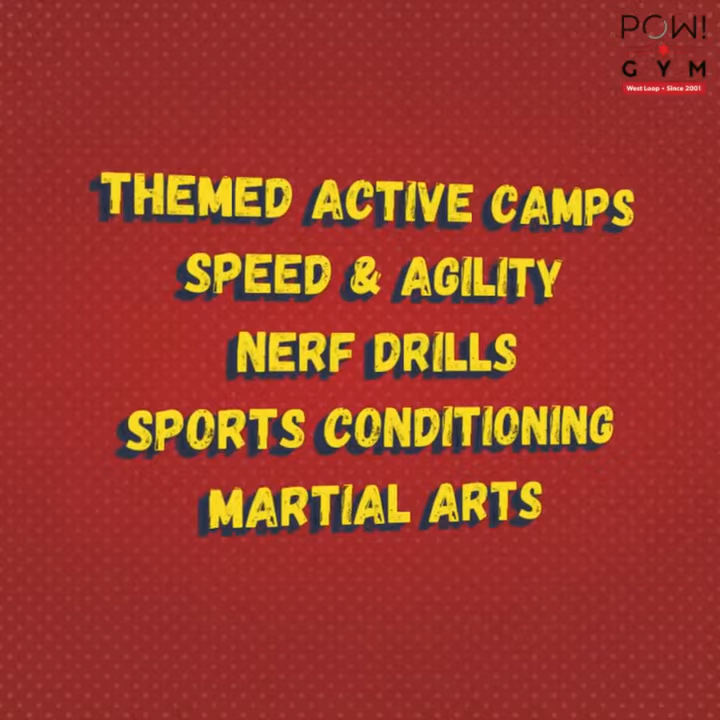 POW!
GYM
West Loop • Since 2001
THEMED ACTIVE CAMPS
SPEED & AGILITY
NERF DRILLS
SPORTS CONDITIONING
MARTIAL ARTS